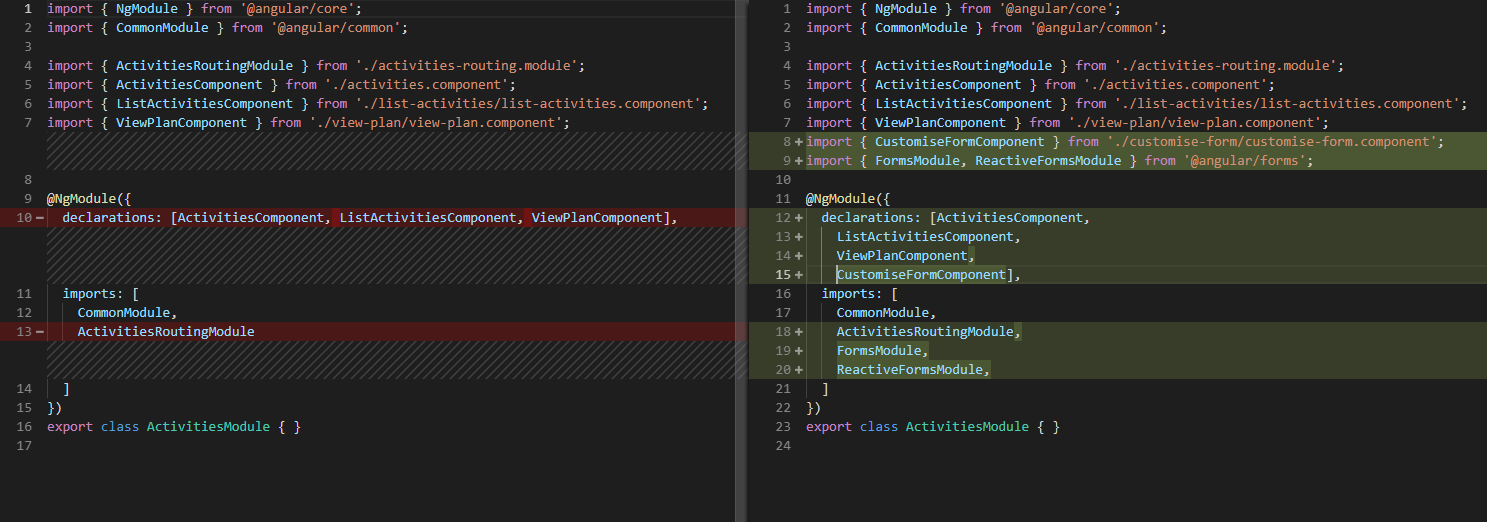 1 import { NgModule } from '@angular/core';
2 import { CommonModule } from '@angular/common';
3
4 import { ActivitiesRoutingModule } from './activities-routing.module';
5 import { ActivitiesComponent } from './activities.component';
6 import { ListActivitiesComponent } from './list-activities/list-activities.component';
7 import { ViewPlanComponent } from './view-plan/view-plan.component';
8
9 @NgModule({
10 - declarations: [ActivitiesComponent, ListActivitiesComponent, ViewPlanComponent],
11 imports: [
12 CommonModule,
13 - ActivitiesRoutingModule
14 ]
15 })
16 export class ActivitiesModule { }
17
1 import { NgModule } from '@angular/core';
2 import { CommonModule } from '@angular/common';
3
4 import { ActivitiesRoutingModule } from './activities-routing.module';
5 import { ActivitiesComponent } from './activities.component';
6 import { ListActivitiesComponent } from './list-activities/list-activities.component';
7 import { ViewPlanComponent } from './view-plan/view-plan.component';
8 + import { CustomiseFormComponent } from './customise-form/customise-form.component';
9 + import { FormsModule, ReactiveFormsModule } from '@angular/forms';
10
11 @NgModule({
12 + declarations: [ActivitiesComponent,
13 + ListActivitiesComponent,
14 + ViewPlanComponent,
15 + CustomiseFormComponent],
16 imports: [
17 CommonModule,
18 + ActivitiesRoutingModule,
19 + FormsModule,
20 + ReactiveFormsModule,
21 ]
22 })
23 export class ActivitiesModule { }
24